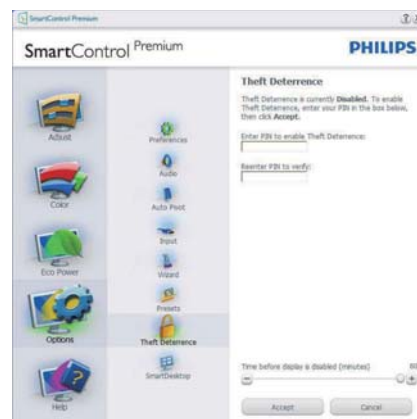 SmartControl Premium
SmartControl Premium
PHILIPS
Adjust
Color
Eco Power
Options
Help
Preferences
Audio
Auto Pivot
Input
Wizard
Presets
Theft Deterrence
SmartDesktop
Theft Deterrence
Theft Deterrence is currently Disabled. To enable
Theft Deterrence, enter your PIN in the box below,
then click Accept.
Enter PIN to enable Theft Deterrence:
Reenter PIN to verify:
Time before display is disabled (minutes)
Accept
Cancel